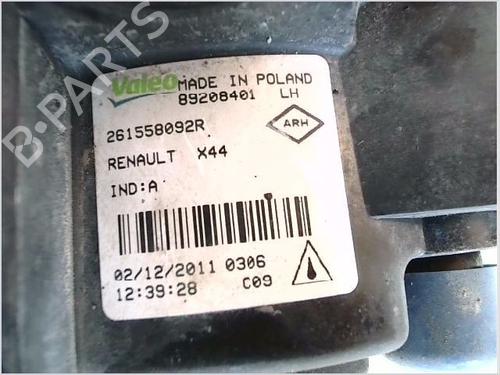 B-PARTS
Valeo MADE IN POLAND
89208401 LH
261558092R
ARH
RENAULT X44
IND:A
02/12/2011 0306
12:39:28 C09